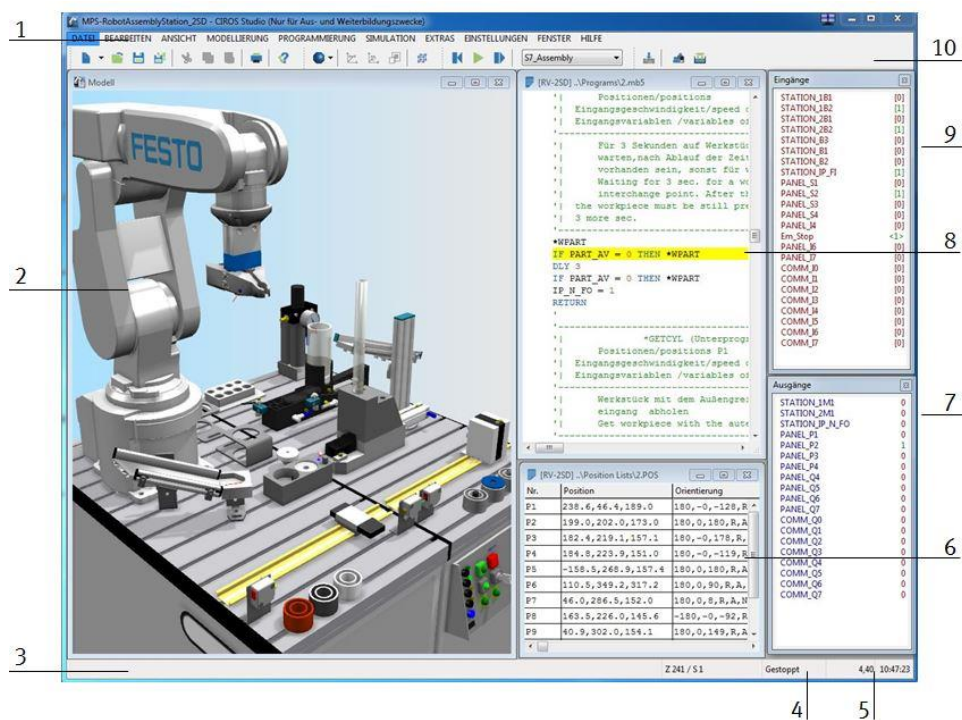 MPS-RobotAssemblyStation_2SD - CIROS Studio (Nur für Aus- und Weiterbildungszwecke)
DATEI BEARBEITEN ANSICHT MODELLIERUNG PROGRAMMIERUNG SIMULATION EXTRAS EINSTELLUNGEN FENSTER HILFE
S7_Assembly
Modell
FESTO
[RV-2SD] ..\Programs\2.mb5
'| Positionen/positions
'| Eingangsgeschwindigkeit/speed
'| Eingangsvariablen /variables of
'|---
'| Für 3 Sekunden auf Werkstü
'| warten,nach Ablauf der Zei
'| vorhanden sein, sonst für
'| Waiting for 3 sec. for a
'| interchange point. After
'| the workpiece must be still pre
'| 3 more sec.
*WPART
IF PART_AV = 0 THEN *WPART
DLY 3
IF PART_AV = 0 THEN *WPART
IP_N_FO = 1
RETURN
'| *GETCYL (Unterprog
'| Positionen/positions P1
'| Eingangsgeschwindigkeit/speed
'| Eingangsvariablen /variables of
'| Werkstück mit dem Außengre
'| eingang abholen
'| Get workpiece with the
[RV-2SD] ..\Position Lists\2.POS
Nr. Position Orientierung
P1 238.6,46.4,189.0 180,-0,-128,R
P2 199.0,202.0,173.0 180,0,180,R,A
P3 182.4,219.1,157.1 180,-0,178,R,
P4 184.8,223.9,151.0 180,-0,-119,R
P5 -158.5,268.9,157.4 180,0,180,R,A
P6 110.5,349.2,317.2 180,0,90,R,A,
P7 46.0,286.5,152.0 180,0,8,R,A,N
P8 163.5,226.0,145.6 -180,-0,-92,R
P9 40.9,302.0,154.1 180,0,149,R,A
Eingänge
STATION_1B1 [0]
STATION_1B2 [1]
STATION_2B1 [0]
STATION_2B2 [1]
STATION_B3 [0]
STATION_B1 [0]
STATION_B2 [0]
STATION_IP_FI [1]
PANEL_S1 [0]
PANEL_S2 [1]
PANEL_S3 [0]
PANEL_S4 [0]
PANEL_I4 [0]
Em_Stop <1>
PANEL_I6 [0]
PANEL_I7 [0]
COMM_I0 [0]
COMM_I1 [0]
COMM_I2 [0]
COMM_I3 [0]
COMM_I4 [0]
COMM_I5 [0]
COMM_I6 [0]
COMM_I7 [0]
Ausgänge
STATION_1M1 0
STATION_2M1 0
STATION_IP_N_FO 0
PANEL_P1 0
PANEL_P2 1
PANEL_P3 0
PANEL_P4 0
PANEL_Q4 0
PANEL_Q5 0
PANEL_Q6 0
PANEL_Q7 0
COMM_Q0 0
COMM_Q1 0
COMM_Q2 0
COMM_Q3 0
COMM_Q4 0
COMM_Q5 0
COMM_Q6 0
COMM_Q7 0
Z 241 / S 1 Gestoppt 4,40 10:47:23
1
2
3
4
5
6
7
8
9
10